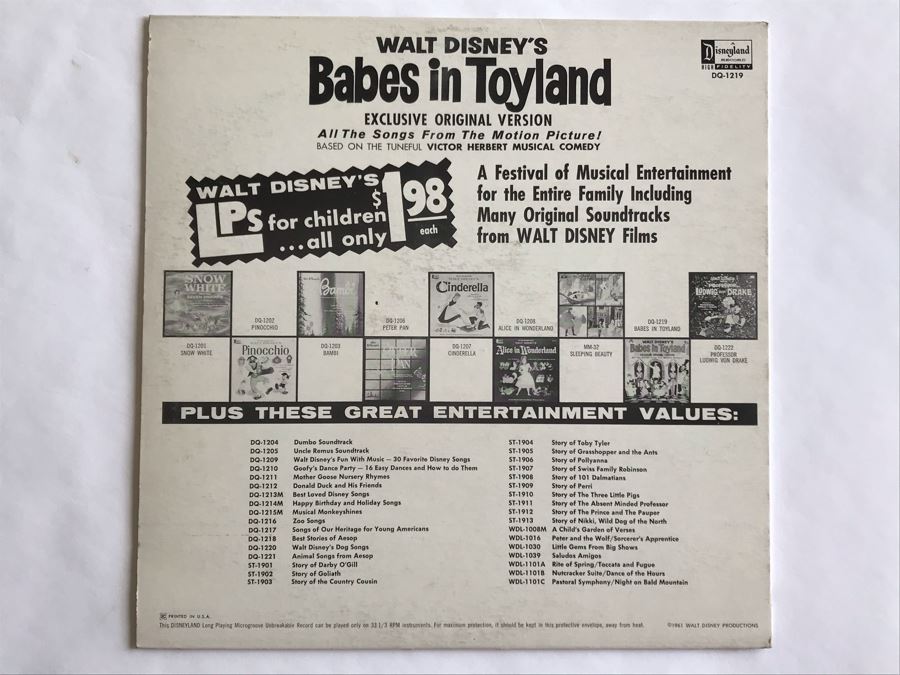 WALT DISNEY'S
Babes in Toyland
EXCLUSIVE ORIGINAL VERSION
All The Songs From The Motion Picture!
BASED ON THE TUNEFUL VICTOR HERBERT MUSICAL COMEDY
Disneyland
RECORDS
HIGH FIDELITY
DQ-1219
WALT DISNEY'S
LPs for children
...all only
$1 98
each
A Festival of Musical Entertainment
for the Entire Family Including
Many Original Soundtracks
from WALT DISNEY Films
SNOW
WHITE
Bambi
Cinderella
PROFESSOR
LUDWIG VON DRAKE
DQ-1202
PINOCCHIO
DQ-1206
PETER PAN
DQ-1208
ALICE IN WONDERLAND
DQ-1219
BABES IN TOYLAND
DQ-1201
SNOW WHITE
Pinocchio
DQ-1203
BAMBI
DQ-1207
CINDERELLA
Alice in Wonderland
MM-32
SLEEPING BEAUTY
Babes in Toyland
DQ-1222
PROFESSOR
LUDWIG VON DRAKE
PLUS THESE GREAT ENTERTAINMENT VALUES:
DQ-1204 Dumbo Soundtrack
DQ-1205 Uncle Remus Soundtrack
DQ-1209 Walt Disney's Fun With Music — 30 Favorite Disney Songs
DQ-1210 Goofy's Dance Party — 16 Easy Dances and How to do Them
DQ-1211 Mother Goose Nursery Rhymes
DQ-1212 Donald Duck and His Friends
DQ-1213M Best Loved Disney Songs
DQ-1214M Happy Birthday and Holiday Songs
DQ-1215M Musical Monkeyshines
DQ-1216 Zoo Songs
DQ-1217 Songs of Our Heritage for Young Americans
DQ-1218 Best Stories of Aesop
DQ-1220 Walt Disney's Dog Songs
DQ-1221 Animal Songs from Aesop
ST-1901 Story of Darby O'Gill
ST-1902 Story of Goliath
ST-1903 Story of the Country Cousin
ST-1904 Story of Toby Tyler
ST-1905 Story of Grasshopper and the Ants
ST-1906 Story of Pollyanna
ST-1907 Story of Swiss Family Robinson
ST-1908 Story of 101 Dalmatians
ST-1909 Story of Perri
ST-1910 Story of The Three Little Pigs
ST-1911 Story of The Absent Minded Professor
ST-1912 Story of The Prince and The Pauper
ST-1913 Story of Nikki, Wild Dog of the North
WDL-1008M A Child's Garden of Verses
WDL-1016 Peter and the Wolf/Sorcerer's Apprentice
WDL-1030 Little Gems From Big Shows
WDL-1039 Saludos Amigos
WDL-1101A Rite of Spring/Toccata and Fugue
WDL-1101B Nutcracker Suite/Dance of the Hours
WDL-1101C Pastoral Symphony/Night on Bald Mountain
PRINTED IN U.S.A.
This DISNEYLAND Long Playing Microgroove Unbreakable Record can be played only on 33 1/3 RPM instruments. For maximum protection, it should be kept in this protective envelope, away from heat.
©1961 WALT DISNEY PRODUCTIONS